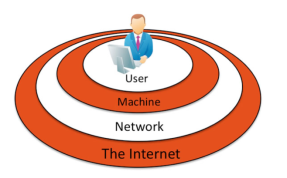 User
Machine
Network
The Internet